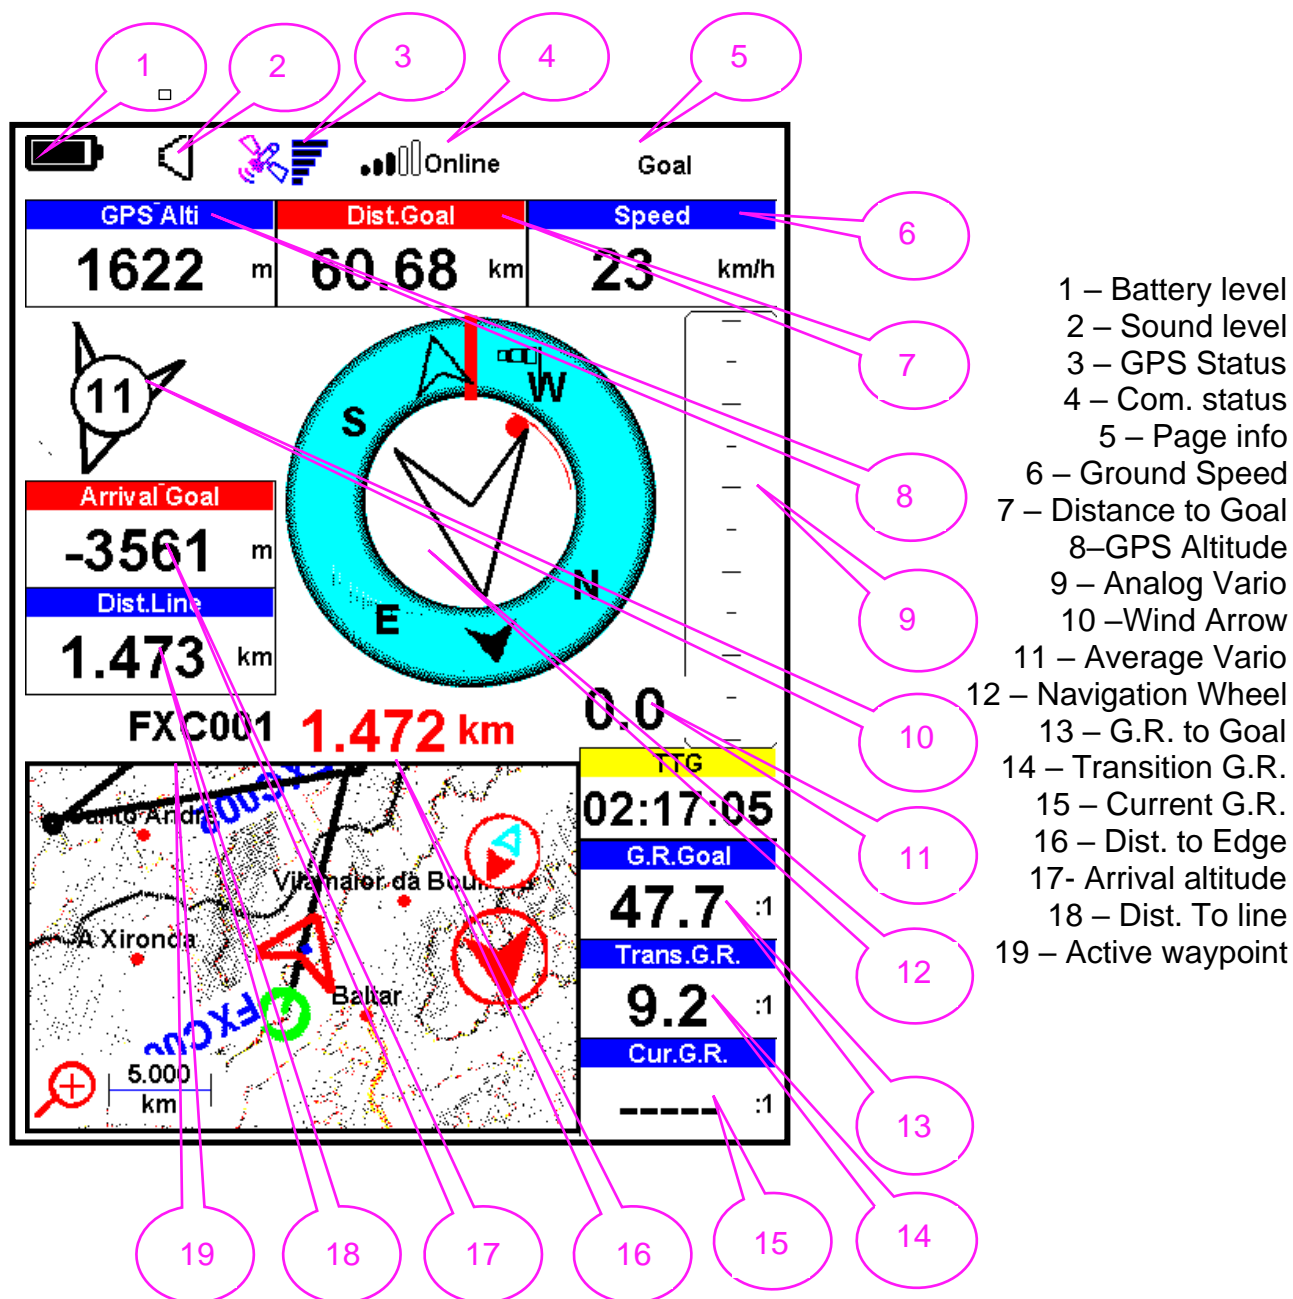 1
2
3
4
5
Online
Goal
GPS Alti
Dist.Goal
Speed
1622 m
60.68 km
23 km/h
6
7
8
9
10
11
12
13
14
15
16
17
18
19
11
S
W
N
E
Arrival Goal
-3561 m
Dist.Line
1.473 km
FXC001
1.472 km
0.0
TTG
02:17:05
G.R.Goal
47.7 :1
Trans.G.R.
9.2 :1
Cur.G.R.
----- :1
A Xironda
Baltar
5.000
km
1 – Battery level
2 – Sound level
3 – GPS Status
4 – Com. status
5 – Page info
6 – Ground Speed
7 – Distance to Goal
8–GPS Altitude
9 – Analog Vario
10 –Wind Arrow
11 – Average Vario
12 – Navigation Wheel
13 – G.R. to Goal
14 – Transition G.R.
15 – Current G.R.
16 – Dist. to Edge
17- Arrival altitude
18 – Dist. To line
19 – Active waypoint